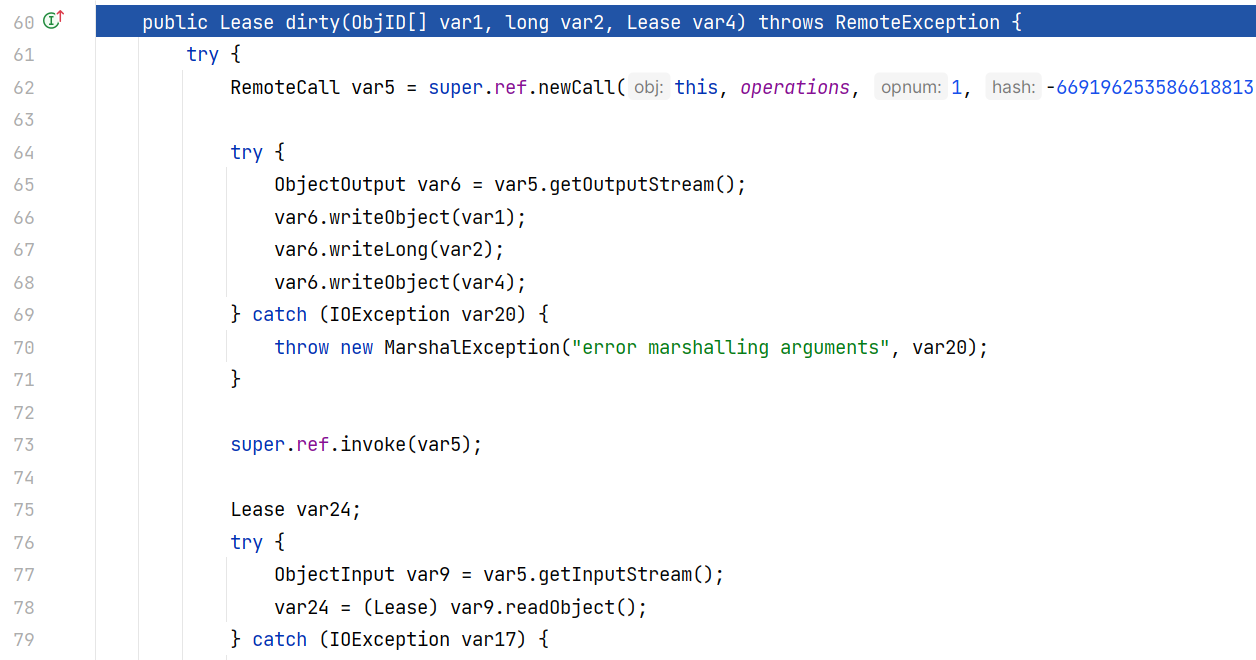 60 public Lease dirty(ObjID[] var1, long var2, Lease var4) throws RemoteException {
61 try {
62 RemoteCall var5 = super.ref.newCall( obj: this, operations, opnum: 1, hash: -669196253586618813
63
64 try {
65 ObjectOutput var6 = var5.getOutputStream();
66 var6.writeObject(var1);
67 var6.writeLong(var2);
68 var6.writeObject(var4);
69 } catch (IOException var20) {
70 throw new MarshalException("error marshalling arguments", var20);
71 }
72
73 super.ref.invoke(var5);
74
75 Lease var24;
76 try {
77 ObjectInput var9 = var5.getInputStream();
78 var24 = (Lease) var9.readObject();
79 } catch (IOException var17) {